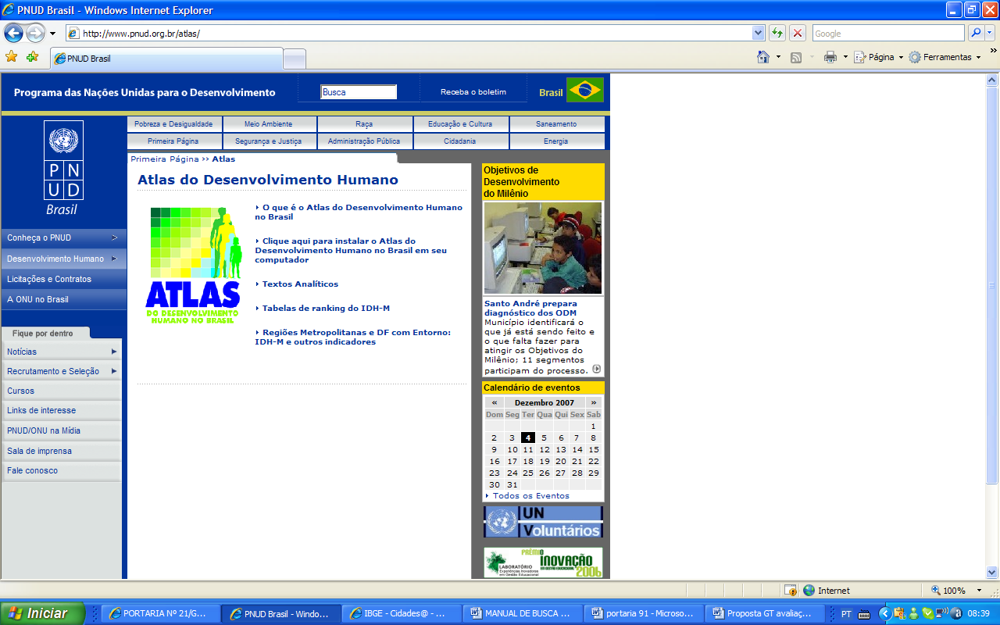 PNUD Brasil - Windows Internet Explorer
http://www.pnud.org.br/atlas/
Google
PNUD Brasil
Página
Ferramentas
Programa das Nações Unidas para o Desenvolvimento
Busca
Receba o boletim
Brasil
Pobreza e Desigualdade
Meio Ambiente
Raça
Educação e Cultura
Saneamento
Primeira Página
Segurança e Justiça
Administração Pública
Cidadania
Energia
PN
UD
Brasil
Conheça o PNUD >
Desenvolvimento Humano
Licitações e Contratos
A ONU no Brasil
Fique por dentro
Notícias
Recrutamento e Seleção
Cursos
Links de interesse
PNUD/ONU na Mídia
Sala de imprensa
Fale conosco
Primeira Página >> Atlas
Atlas do Desenvolvimento Humano
ATLAS
DO DESENVOLVIMENTO
HUMANO NO BRASIL
O que é o Atlas do Desenvolvimento Humano
no Brasil
Clique aqui para instalar o Atlas do
Desenvolvimento Humano no Brasil em seu
computador
Textos Analíticos
Tabelas de ranking do IDH-M
Regiões Metropolitanas e DF com Entorno:
IDH-M e outros indicadores
Objetivos de
Desenvolvimento
do Milênio
Santo André prepara
diagnóstico dos ODM
Município identificará o
que já está sendo feito e
o que falta fazer para
atingir os Objetivos do
Milênio; 11 segmentos
participam do processo.
Calendário de eventos
« Dezembro 2007 »
Dom Seg Ter Qua Qui Sex Sab
1
2 3 4 5 6 7 8
9 10 11 12 13 14 15
16 17 18 19 20 21 22
23 24 25 26 27 28 29
30 31
Todos os Eventos
UN
Voluntários
PRÊMIO
INOVAÇÃO
EM GESTÃO EDUCACIONAL
2006
LABORATÓRIO
Experiências Inovadoras
em Gestão Educacional
Internet
100%
Iniciar
PORTARIA Nº 21/G...
PNUD Brasil - Windo...
IBGE - Cidades@ - ...
MANUAL DE BUSCA ...
portaria 91 - Microso...
Proposta GT avaliaç...
PT
08:39